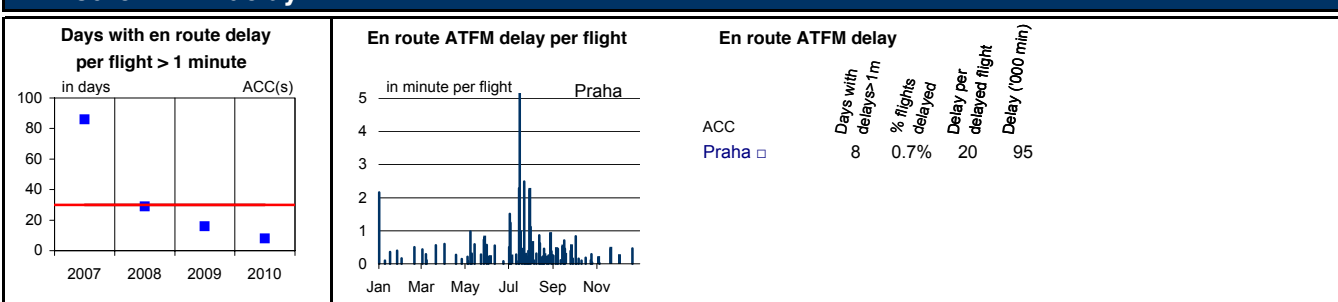 Days with en route delay
per flight > 1 minute
in days
ACC(s)
100
80
60
40
20
0
2007 2008 2009 2010
En route ATFM delay per flight
in minute per flight
Praha
5
4
3
2
1
0
Jan Mar May Jul Sep Nov
En route ATFM delay
ACC
Days with delays>1m
% flights delayed
Delay per delayed flight
Delay ('000 min)
Praha 8 0.7% 20 95